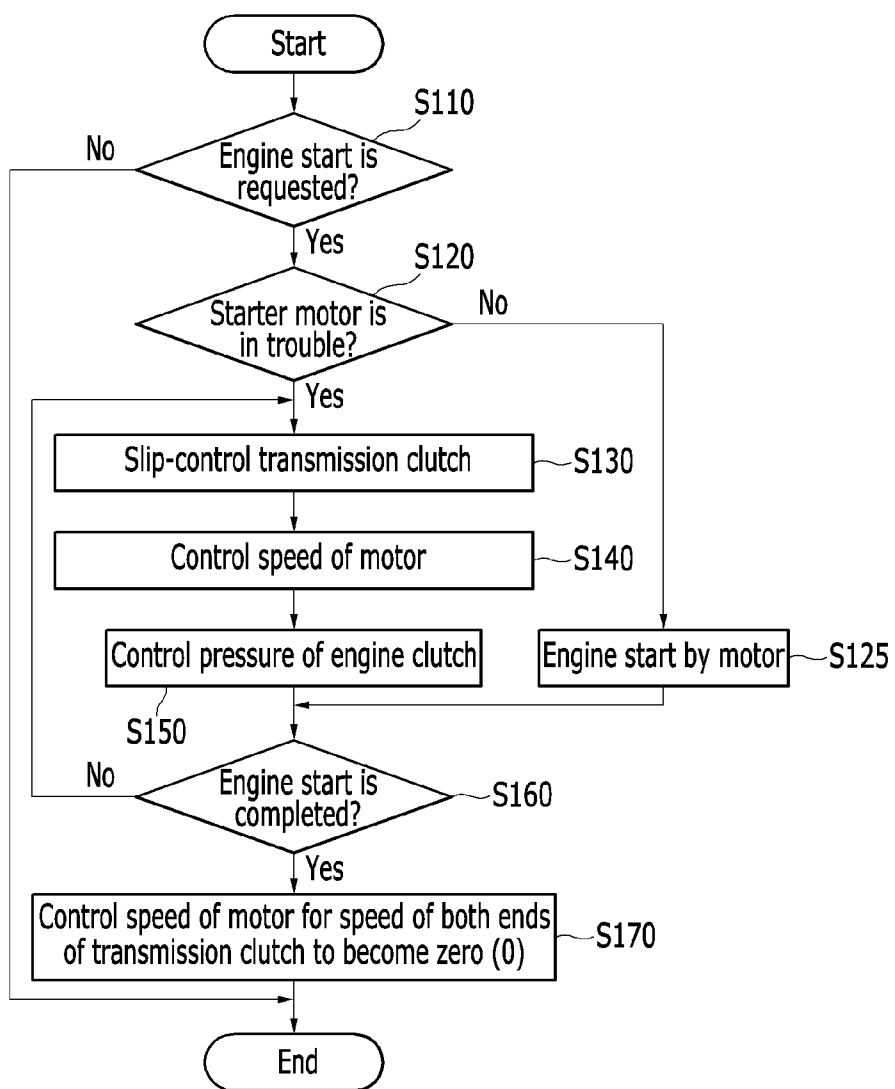 Start
S110
No
Engine start is
requested?
Yes
S120
Starter motor is
in trouble?
No
Yes
Slip-control transmission clutch
S130
Control speed of motor
S140
Control pressure of engine clutch
S150
Engine start by motor
S125
No
Engine start is
completed?
S160
Yes
Control speed of motor for speed of both ends
of transmission clutch to become zero (0)
S170
End